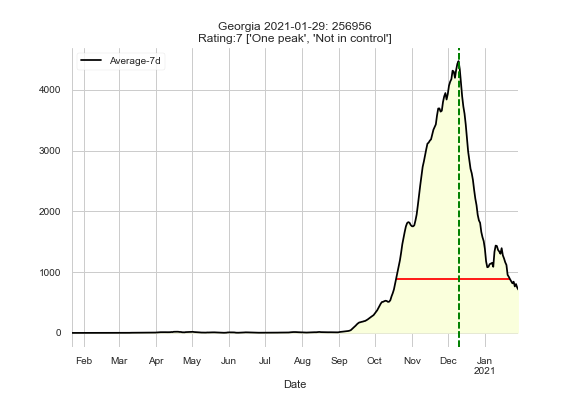 Georgia 2021-01-29: 256956
Rating:7 ['One peak', 'Not in control']
Average-7d
4000
3000
2000
1000
0
Feb Mar Apr May Jun Jul Aug Sep Oct Nov Dec Jan
2021
Date